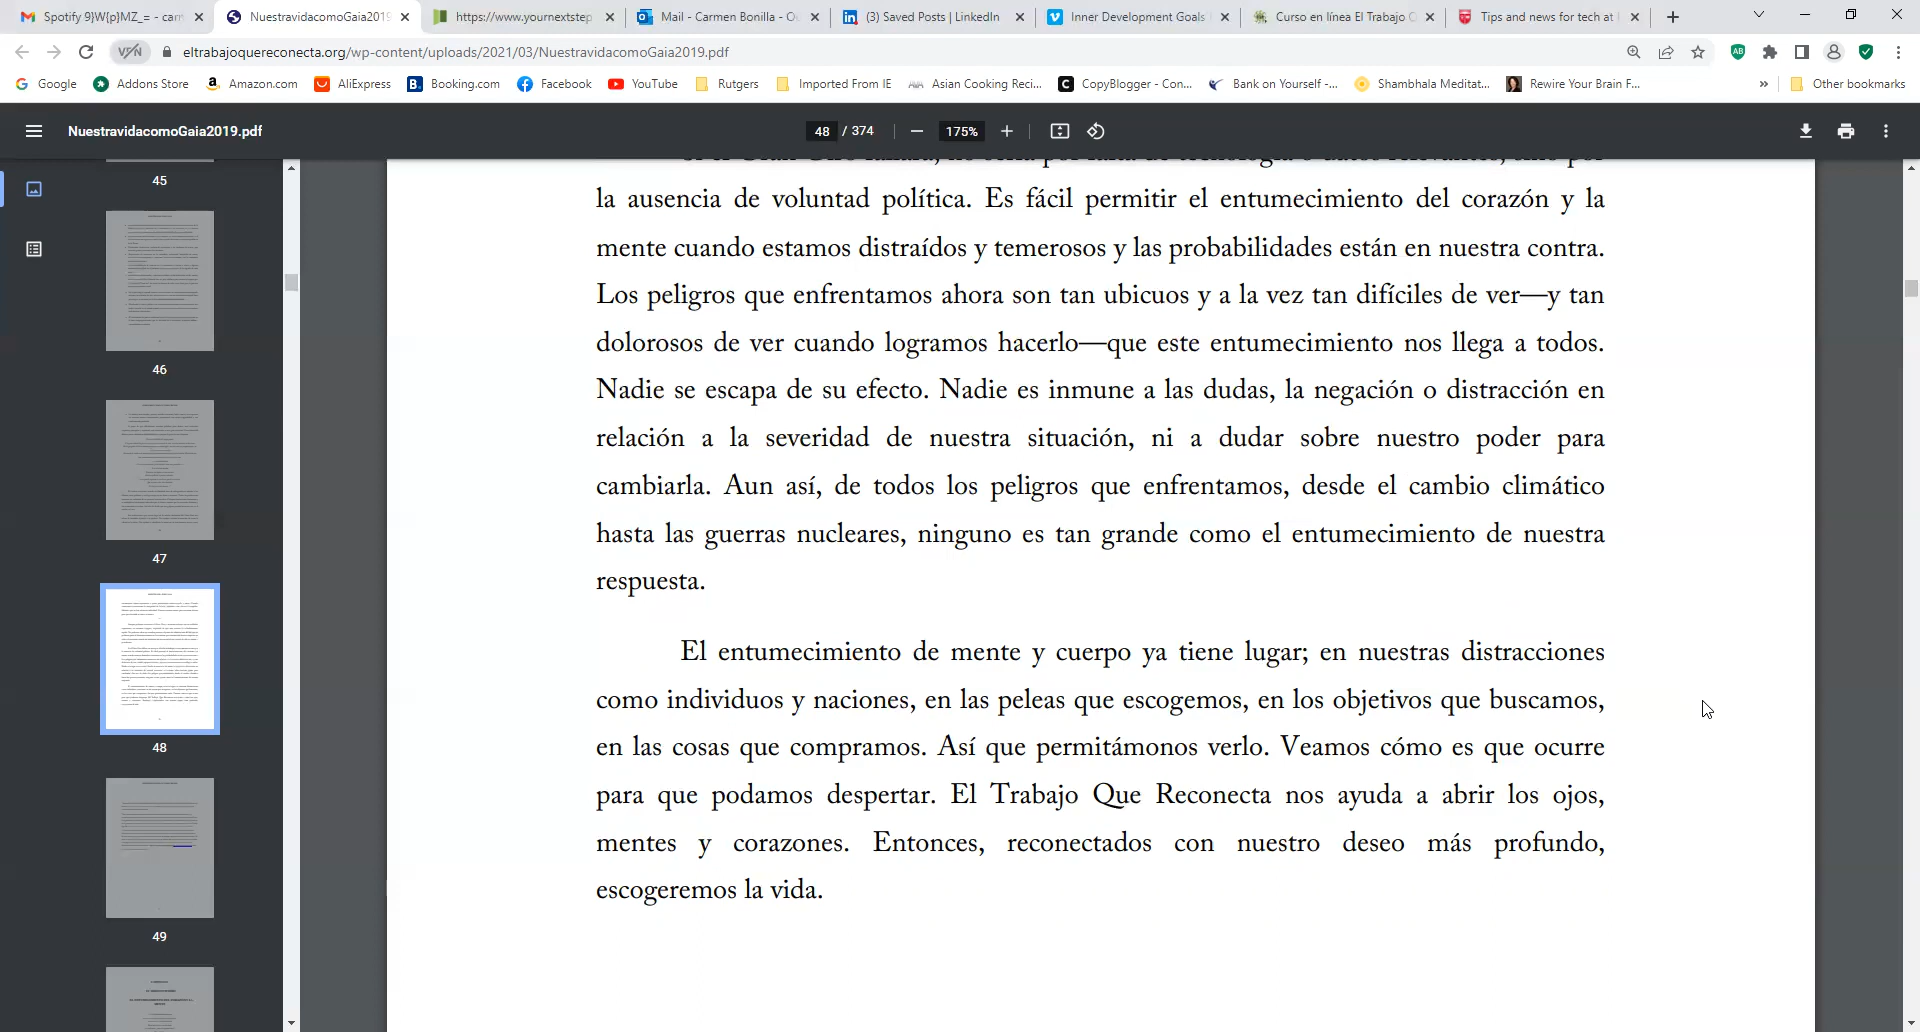 Spotify 9}W{p}MZ_= - can
NuestravidacomoGaia2019
https://www.yournextstep
Mail - Carmen Bonilla - O
(3) Saved Posts | LinkedIn
Inner Development Goals
Curso en línea El Trabajo
Tips and news for tech at
VPN
eltrabajoquereconecta.org/wp-content/uploads/2021/03/NuestravidacomoGaia2019.pdf
Google
Addons Store
Amazon.com
AliExpress
Booking.com
Facebook
YouTube
Rutgers
Imported From IE
Asian Cooking Reci...
CopyBlogger - Con...
Bank on Yourself -...
Shambhala Meditat...
Rewire Your Brain F...
»
Other bookmarks
NuestravidacomoGaia2019.pdf
48 / 374
175%
45
46
47
48
49
la ausencia de voluntad política. Es fácil permitir el entumecimiento del corazón y la
mente cuando estamos distraídos y temerosos y las probabilidades están en nuestra contra.
Los peligros que enfrentamos ahora son tan ubicuos y a la vez tan difíciles de ver—y tan
dolorosos de ver cuando logramos hacerlo—que este entumecimiento nos llega a todos.
Nadie se escapa de su efecto. Nadie es inmune a las dudas, la negación o distracción en
relación a la severidad de nuestra situación, ni a dudar sobre nuestro poder para
cambiarla. Aun así, de todos los peligros que enfrentamos, desde el cambio climático
hasta las guerras nucleares, ninguno es tan grande como el entumecimiento de nuestra
respuesta.
El entumecimiento de mente y cuerpo ya tiene lugar; en nuestras distracciones
como individuos y naciones, en las peleas que escogemos, en los objetivos que buscamos,
en las cosas que compramos. Así que permitámonos verlo. Veamos cómo es que ocurre
para que podamos despertar. El Trabajo Que Reconecta nos ayuda a abrir los ojos,
mentes y corazones. Entonces, reconectados con nuestro deseo más profundo,
escogeremos la vida.